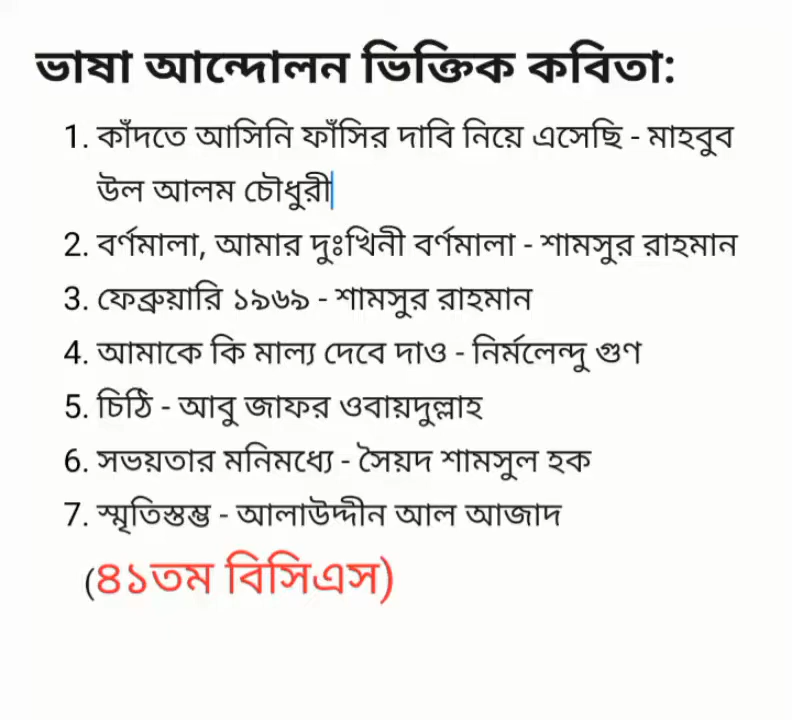 ভাষা আন্দোলন ভিক্তিক কবিতা:
1. কাঁদতে আসিনি ফাঁসির দাবি নিয়ে এসেছি - মাহবুব
উল আলম চৌধুরী
2. বর্ণমালা, আমার দুঃখিনী বর্ণমালা - শামসুর রাহমান
3. ফেব্রুয়ারি ১৯৬৯ - শামসুর রাহমান
4. আমাকে কি মাল্য দেবে দাও - নির্মলেন্দু গুণ
5. চিঠি - আবু জাফর ওবায়দুল্লাহ
6. সভয়তার মনিমধ্যে - সৈয়দ শামসুল হক
7. স্মৃতিস্তম্ভ - আলাউদ্দীন আল আজাদ
(৪১তম বিসিএস)